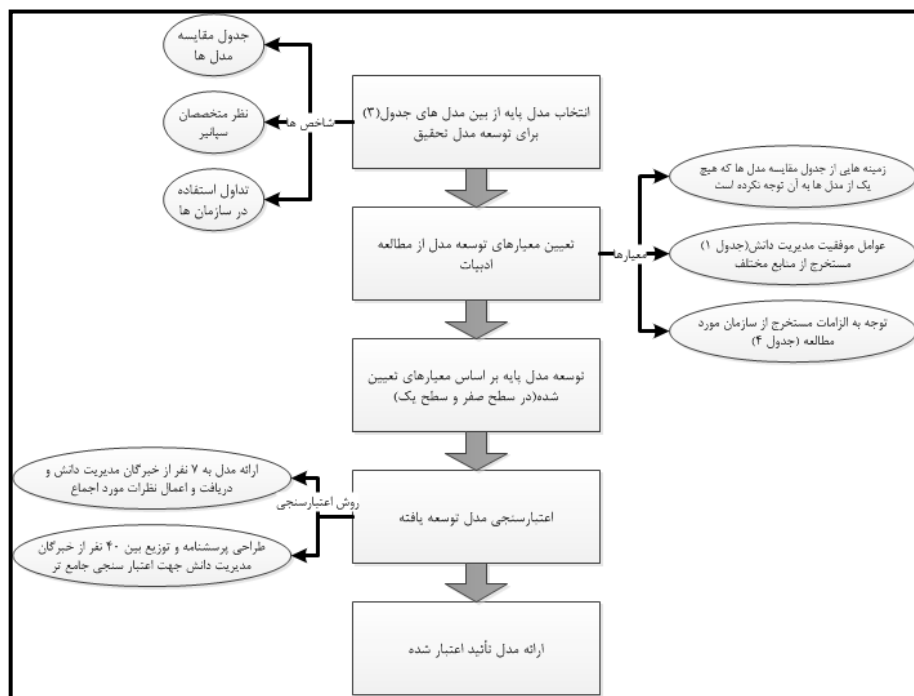 جدول مقایسه
مدل ها
نظر متخصصان
سپانیر
تداول استفاده
در سازمان ها
شاخص ها
انتخاب مدل پایه از بین مدل های جدول(۳)
برای توسعه مدل تحقیق
تعیین معیارهای توسعه مدل از مطالعه
ادبیات
معیارها
زمینه هایی از جدول مقایسه مدل ها که هیچ
یک از مدل ها به آن توجه نکرده است
عوامل موفقیت مدیریت دانش(جدول ۱)
مستخرج از منابع مختلف
توجه به الزامات مستخرج از سازمان مورد
مطالعه (جدول ۴)
توسعه مدل پایه بر اساس معیارهای تعیین
شده(در سطح صفر و سطح یک)
اعتبارسنجی مدل توسعه یافته
روش اعتبارسنجی
ارائه مدل به ۷ نفر از خبرگان مدیریت دانش و
دریافت و اعمال نظرات مورد اجماع
طراحی پرسشنامه و توزیع بین ۴۰ نفر از خبرگان
مدیریت دانش جهت اعتبار سنجی جامع تر
ارائه مدل تأئید اعتبار شده